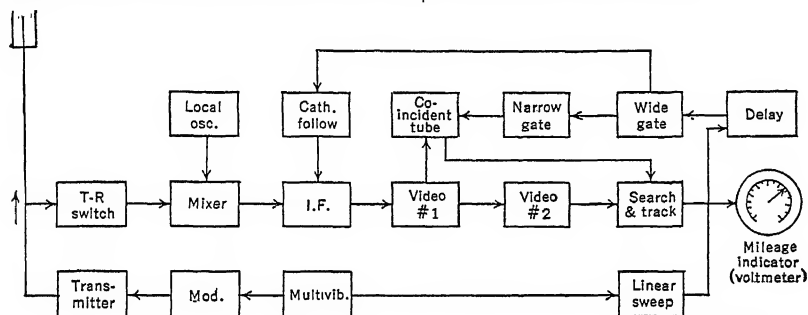 Local
osc.
Cath.
follow
Co-
incident
tube
Narrow
gate
Wide
gate
Delay
T-R
switch
Mixer
I.F.
Video
#1
Video
#2
Search
& track
Mileage
indicator
(voltmeter)
Trans-
mitter
Mod.
Multivib.
Linear
sweep